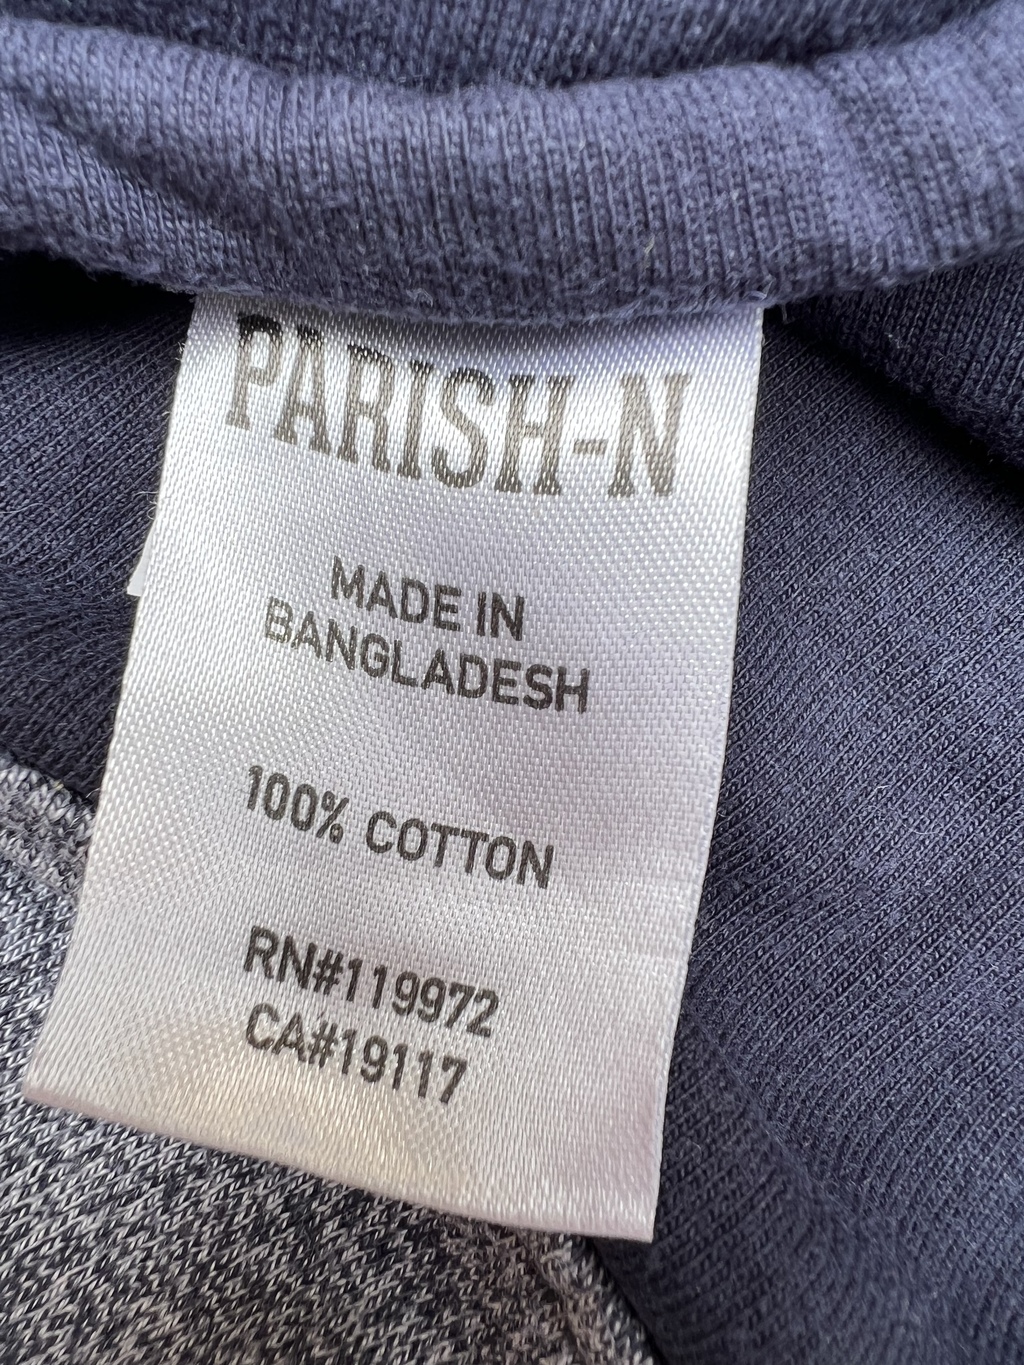 PARISH-N
MADE IN
BANGLADESH
100% COTTON
RN#119972
CA#19117